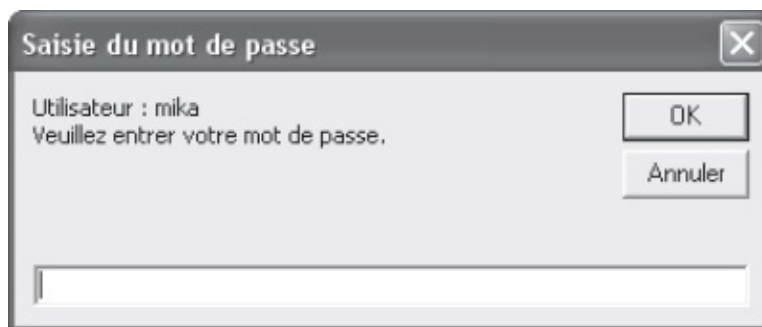 Saisie du mot de passe
Utilisateur : mika
Veuillez entrer votre mot de passe.
OK
Annuler